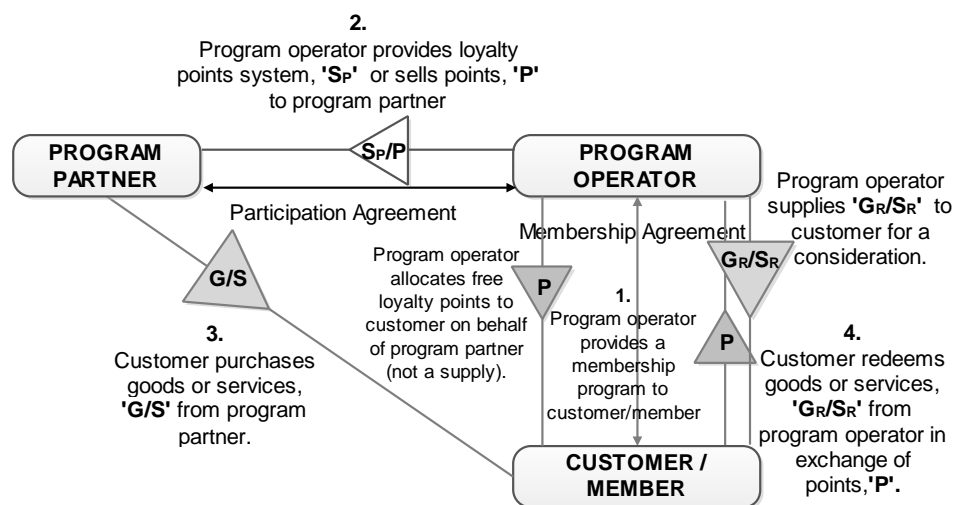 2.
Program operator provides loyalty
points system, 'SP' or sells points, 'P'
to program partner
PROGRAM
PARTNER
SP/P
PROGRAM
OPERATOR
Participation Agreement
Membership Agreement
Program operator
supplies 'GR/SR' to
customer for a
consideration.
G/S
Program operator
allocates free
loyalty points to
customer on behalf
of program partner
(not a supply).
P
1.
Program operator
provides a
membership
program to
customer/member
GR/SR
P
3.
Customer purchases
goods or services,
'G/S' from program
partner.
4.
Customer redeems
goods or services,
'GR/SR' from
program operator in
exchange of
points,'P'.
CUSTOMER /
MEMBER